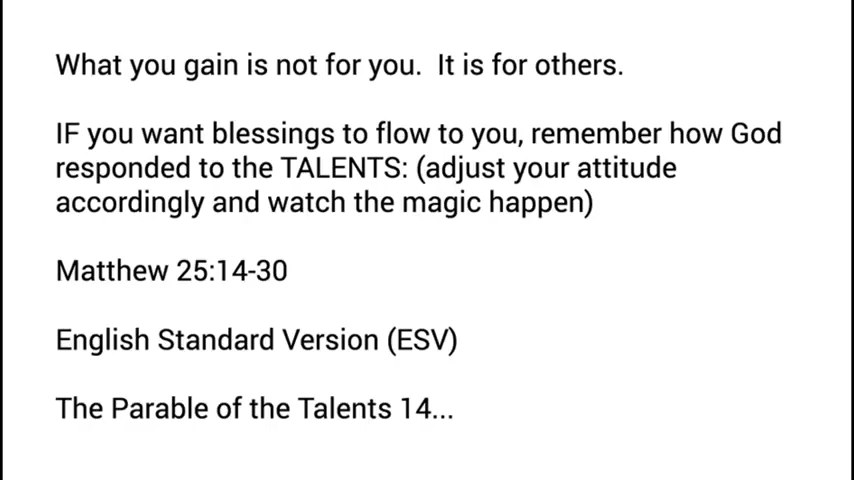 What you gain is not for you.  It is for others.
IF you want blessings to flow to you, remember how God
responded to the TALENTS: (adjust your attitude
accordingly and watch the magic happen)
Matthew 25:14-30
English Standard Version (ESV)
The Parable of the Talents 14...